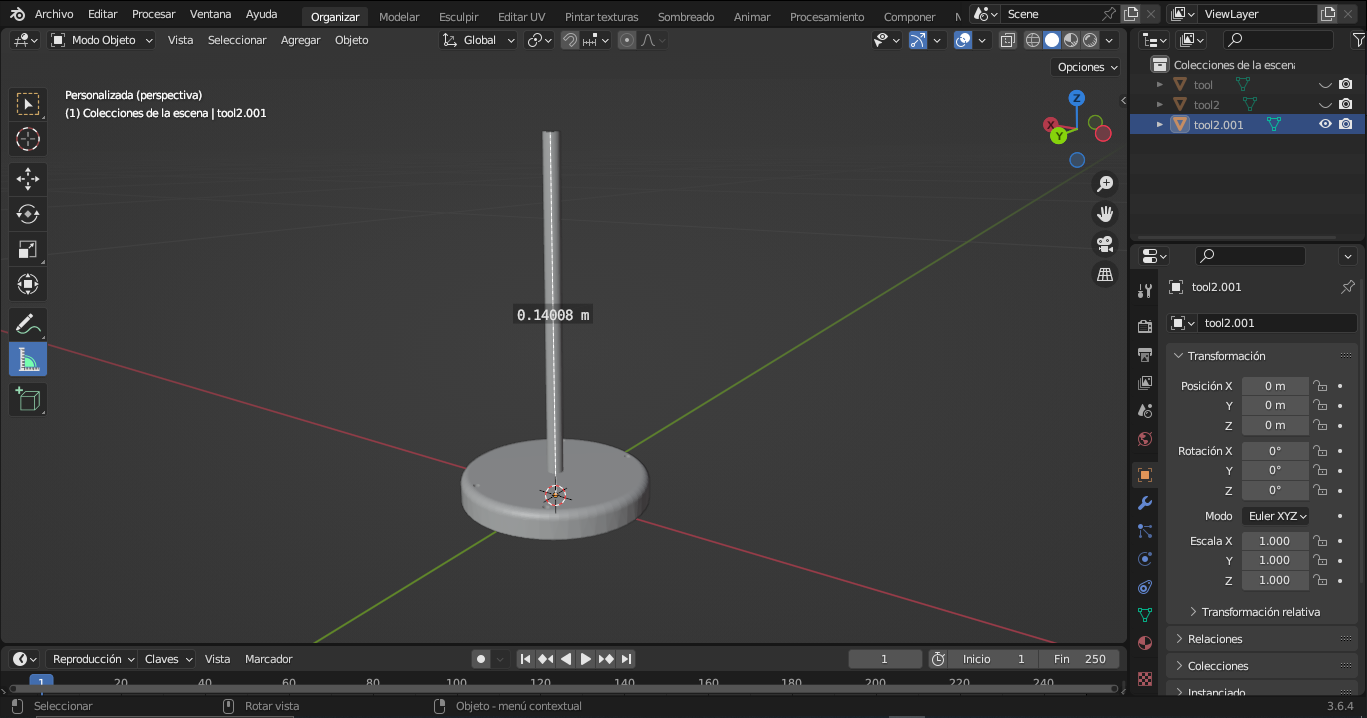 Archivo Editar Procesar Ventana Ayuda Organizar Modelar Esculpir Editar UV Pintar texturas Sombreado Animar Procesamiento Componer Scene ViewLayer
Modo Objeto Vista Seleccionar Agregar Objeto Global
Opciones
Personalizada (perspectiva)
(1) Colecciones de la escena | tool2.001
Z
X
Y
0.14008 m
Colecciones de la escena
tool
tool2
tool2.001
tool2.001
tool2.001
Transformación
Posición X 0 m
Y 0 m
Z 0 m
Rotación X 0°
Y 0°
Z 0°
Modo Euler XYZ
Escala X 1.000
Y 1.000
Z 1.000
Transformación relativa
Relaciones
Colecciones
Instanciado
Reproducción Claves Vista Marcador 1 Inicio 1 Fin 250
1 20 40 60 80 100 120 140 160 180 200 220 240
Seleccionar Rotar vista Objeto - menú contextual 3.6.4